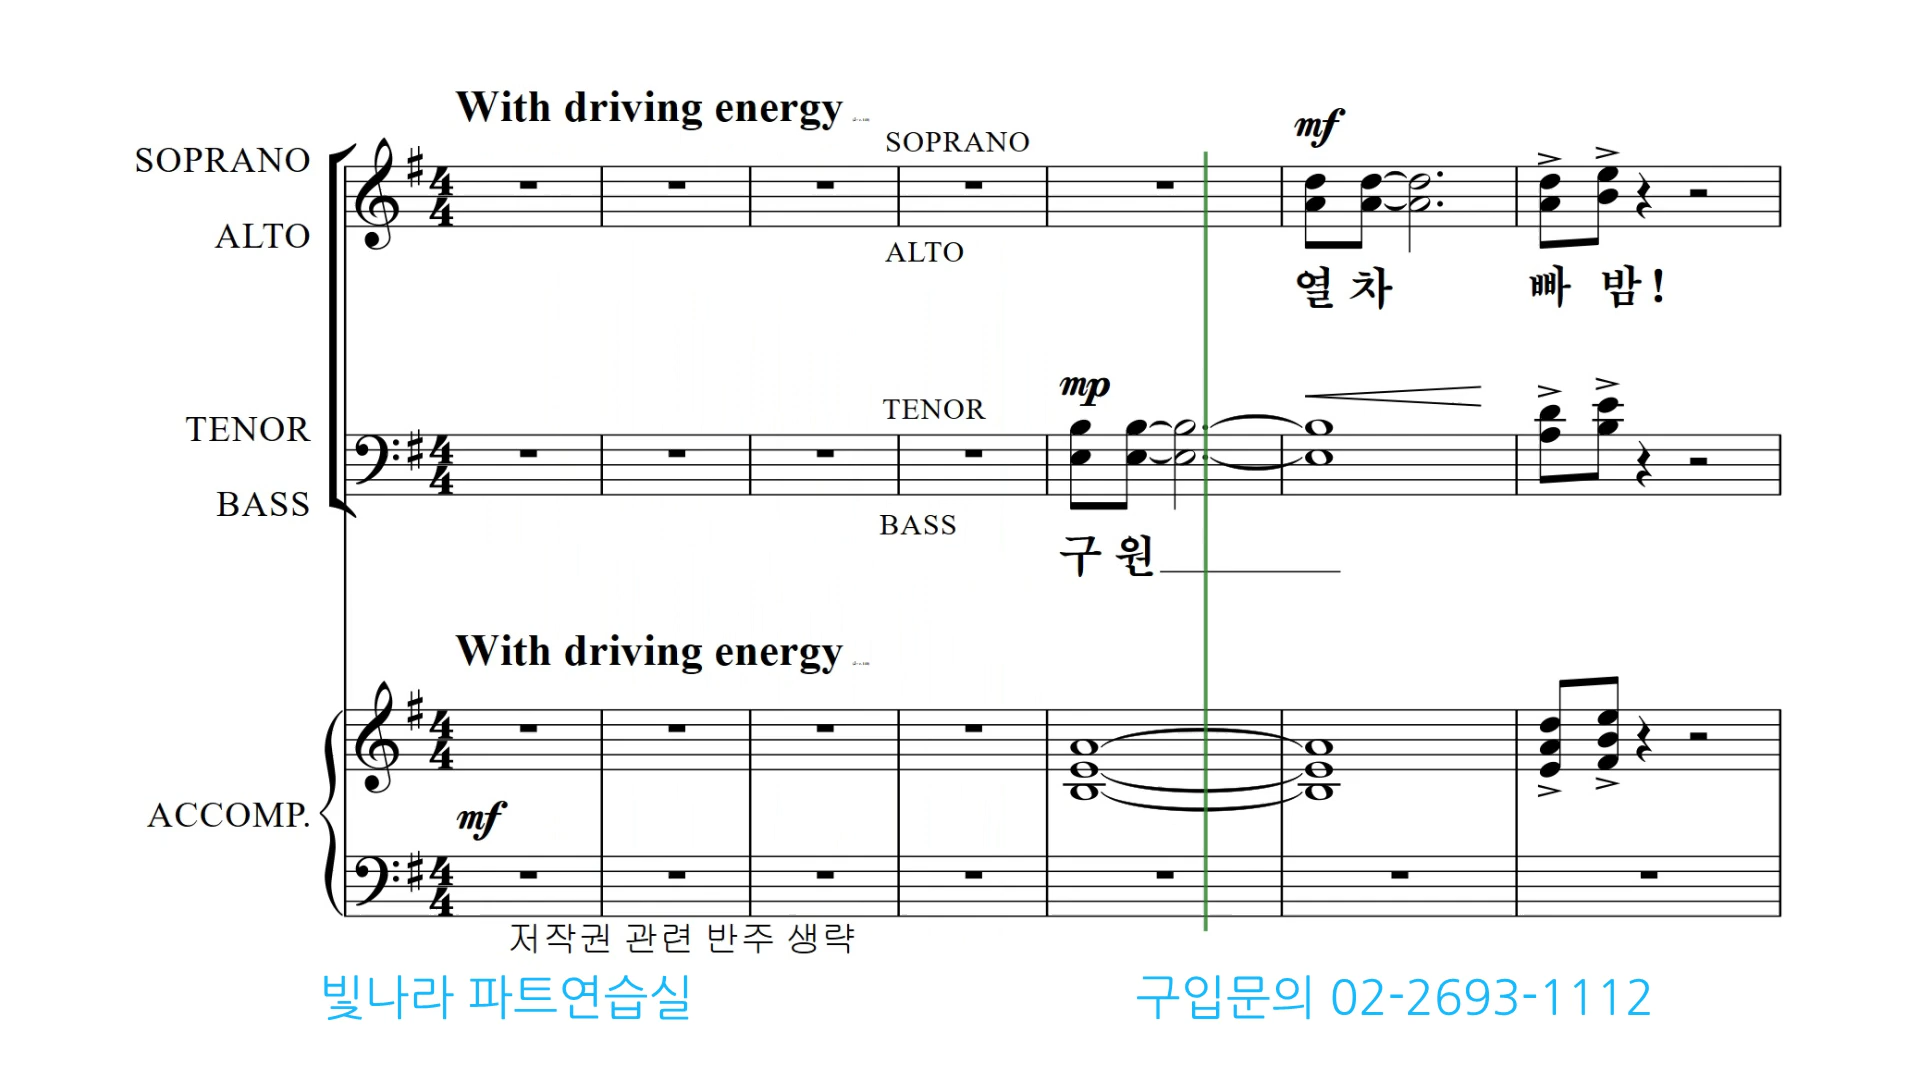 With driving energy
SOPRANO
mf
SOPRANO
ALTO
ALTO
열 차 빠 밤!
mp
TENOR
TENOR
BASS
BASS
구 원
With driving energy
mf
ACCOMP.
저작권 관련 반주 생략
빛나라 파트연습실 구입문의 02-2693-1112